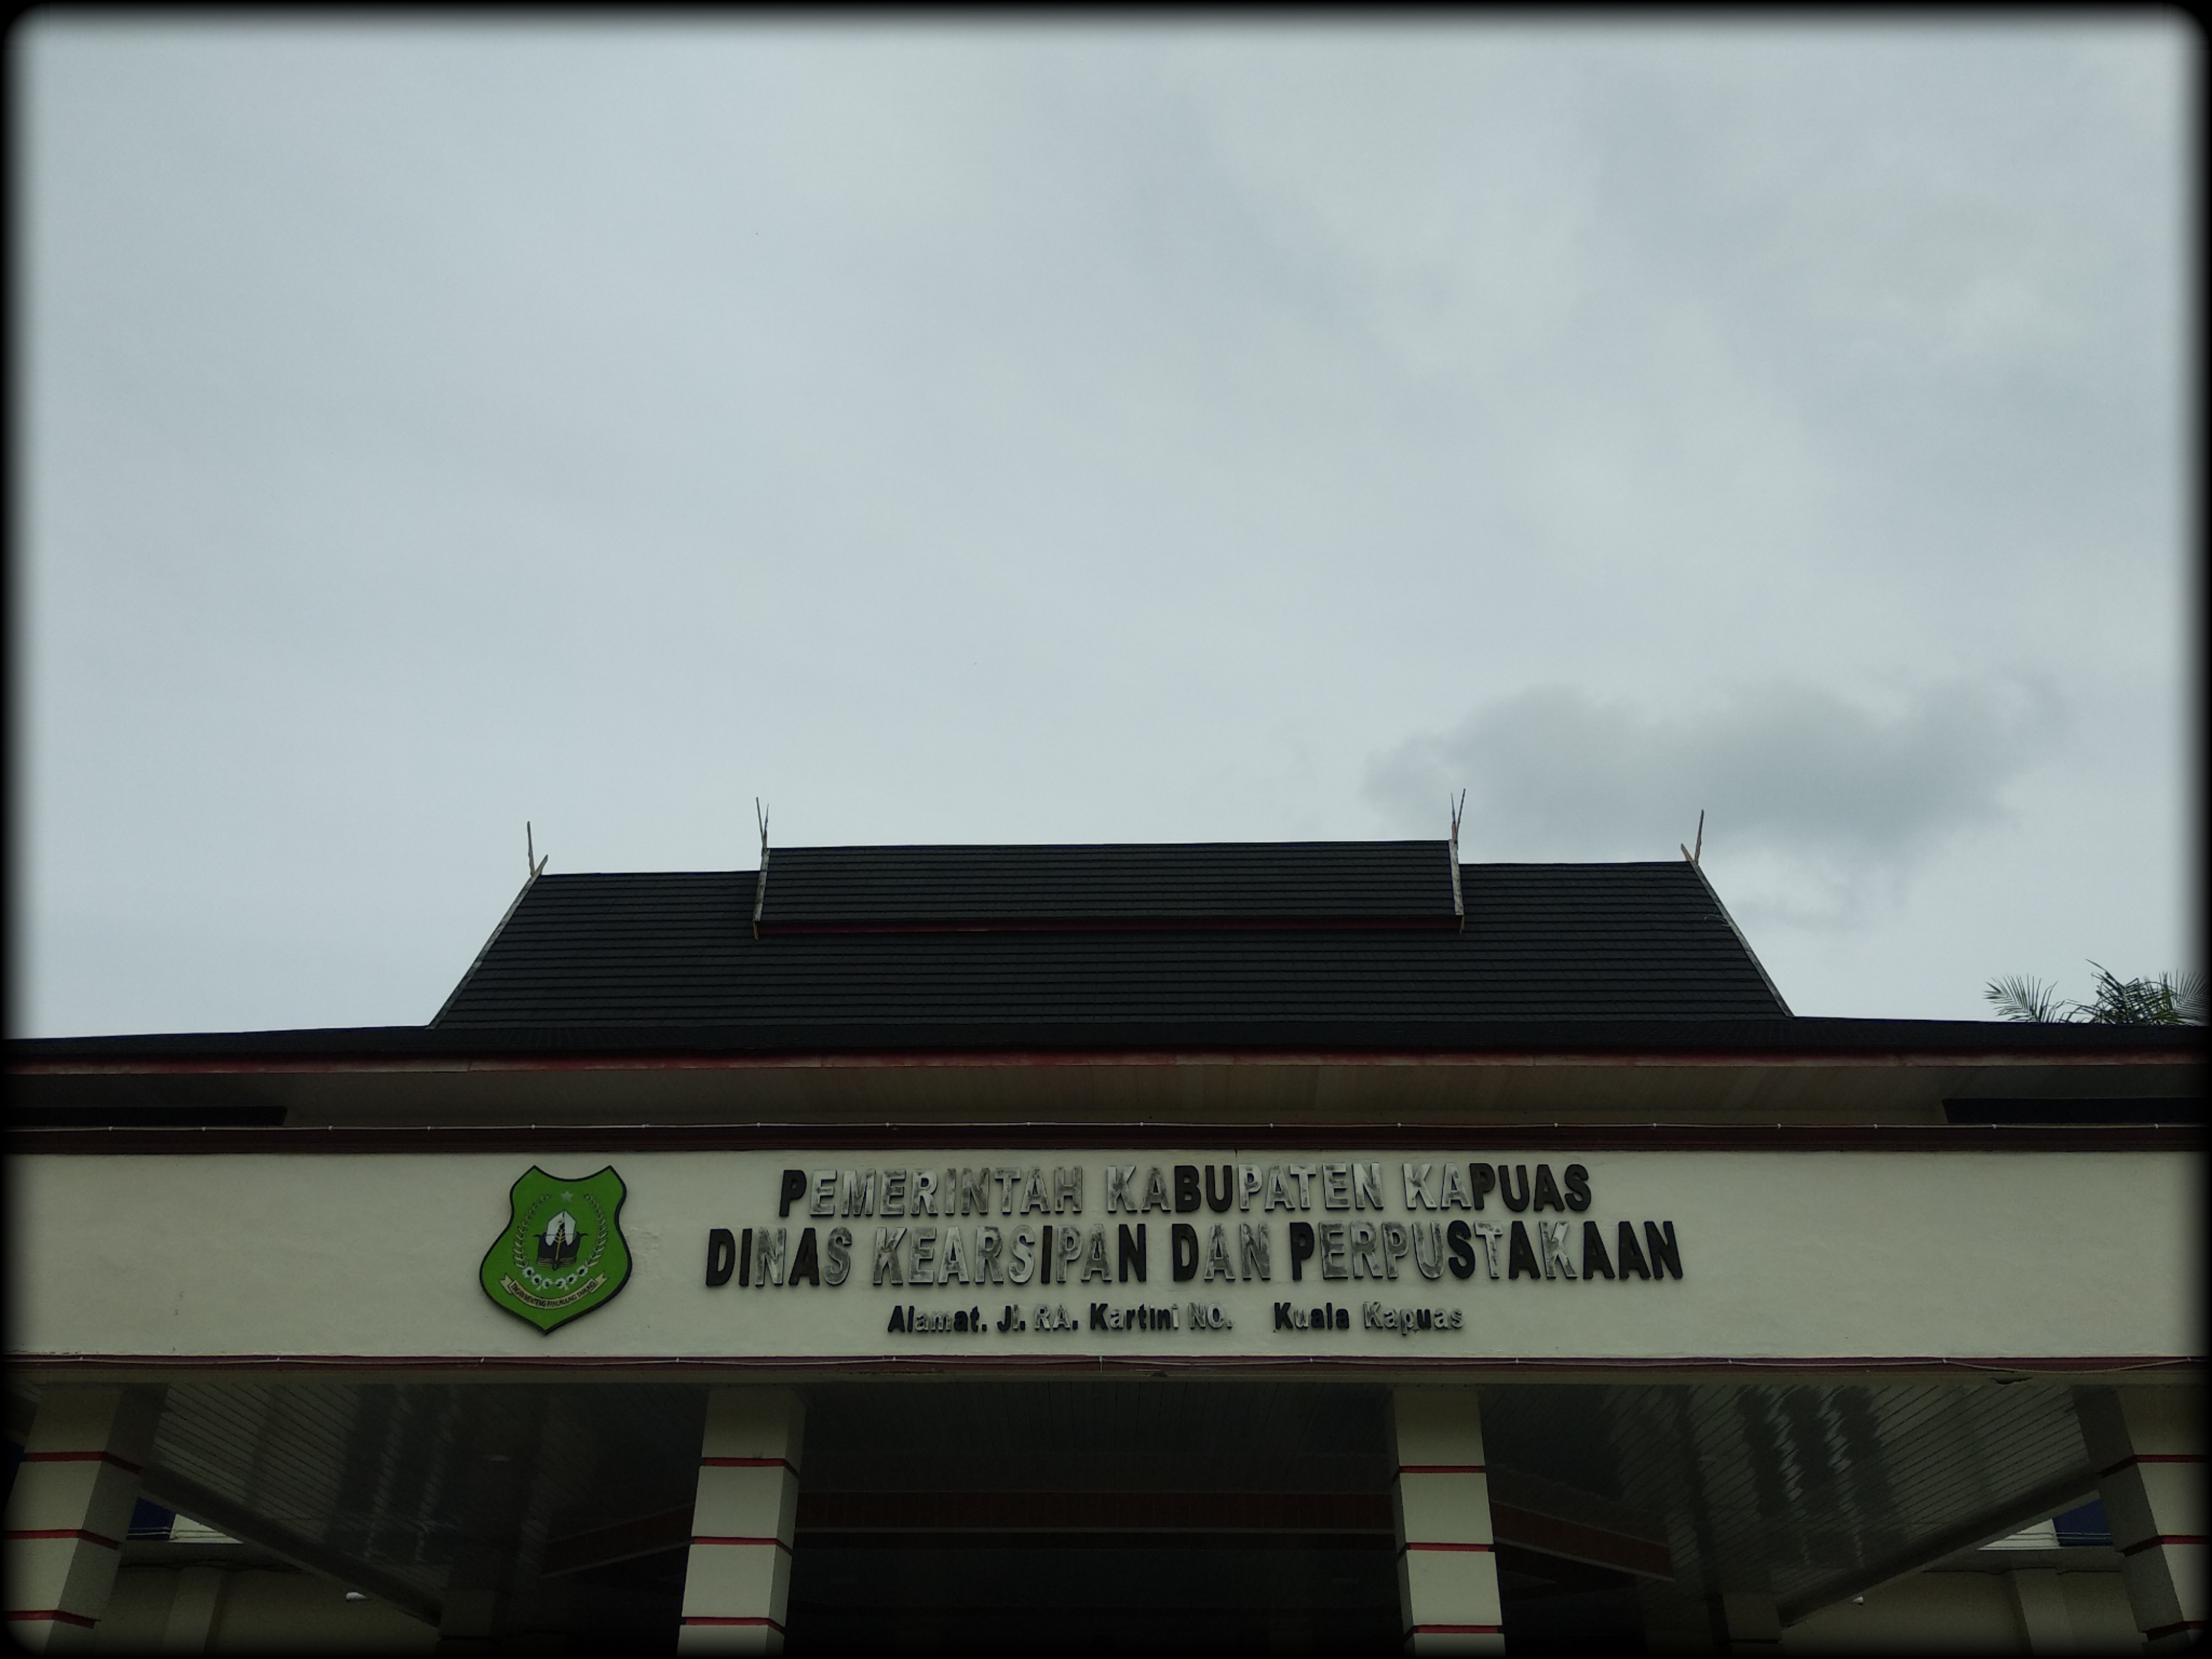 PEMERINTAH KABUPATEN KAPUAS
DINAS KEARSIPAN DAN PERPUSTAKAAN
Alamat. Jl. RA. Kartini NO. Kuala Kapuas